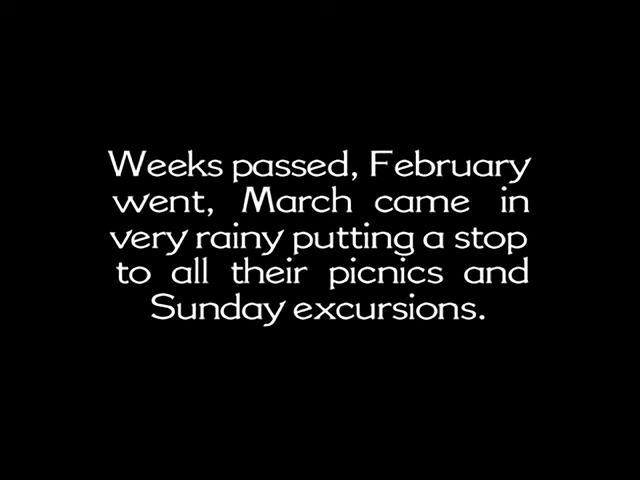 Weeks passed, February
went, March came in
very rainy putting a stop
to all their picnics and
Sunday excursions.